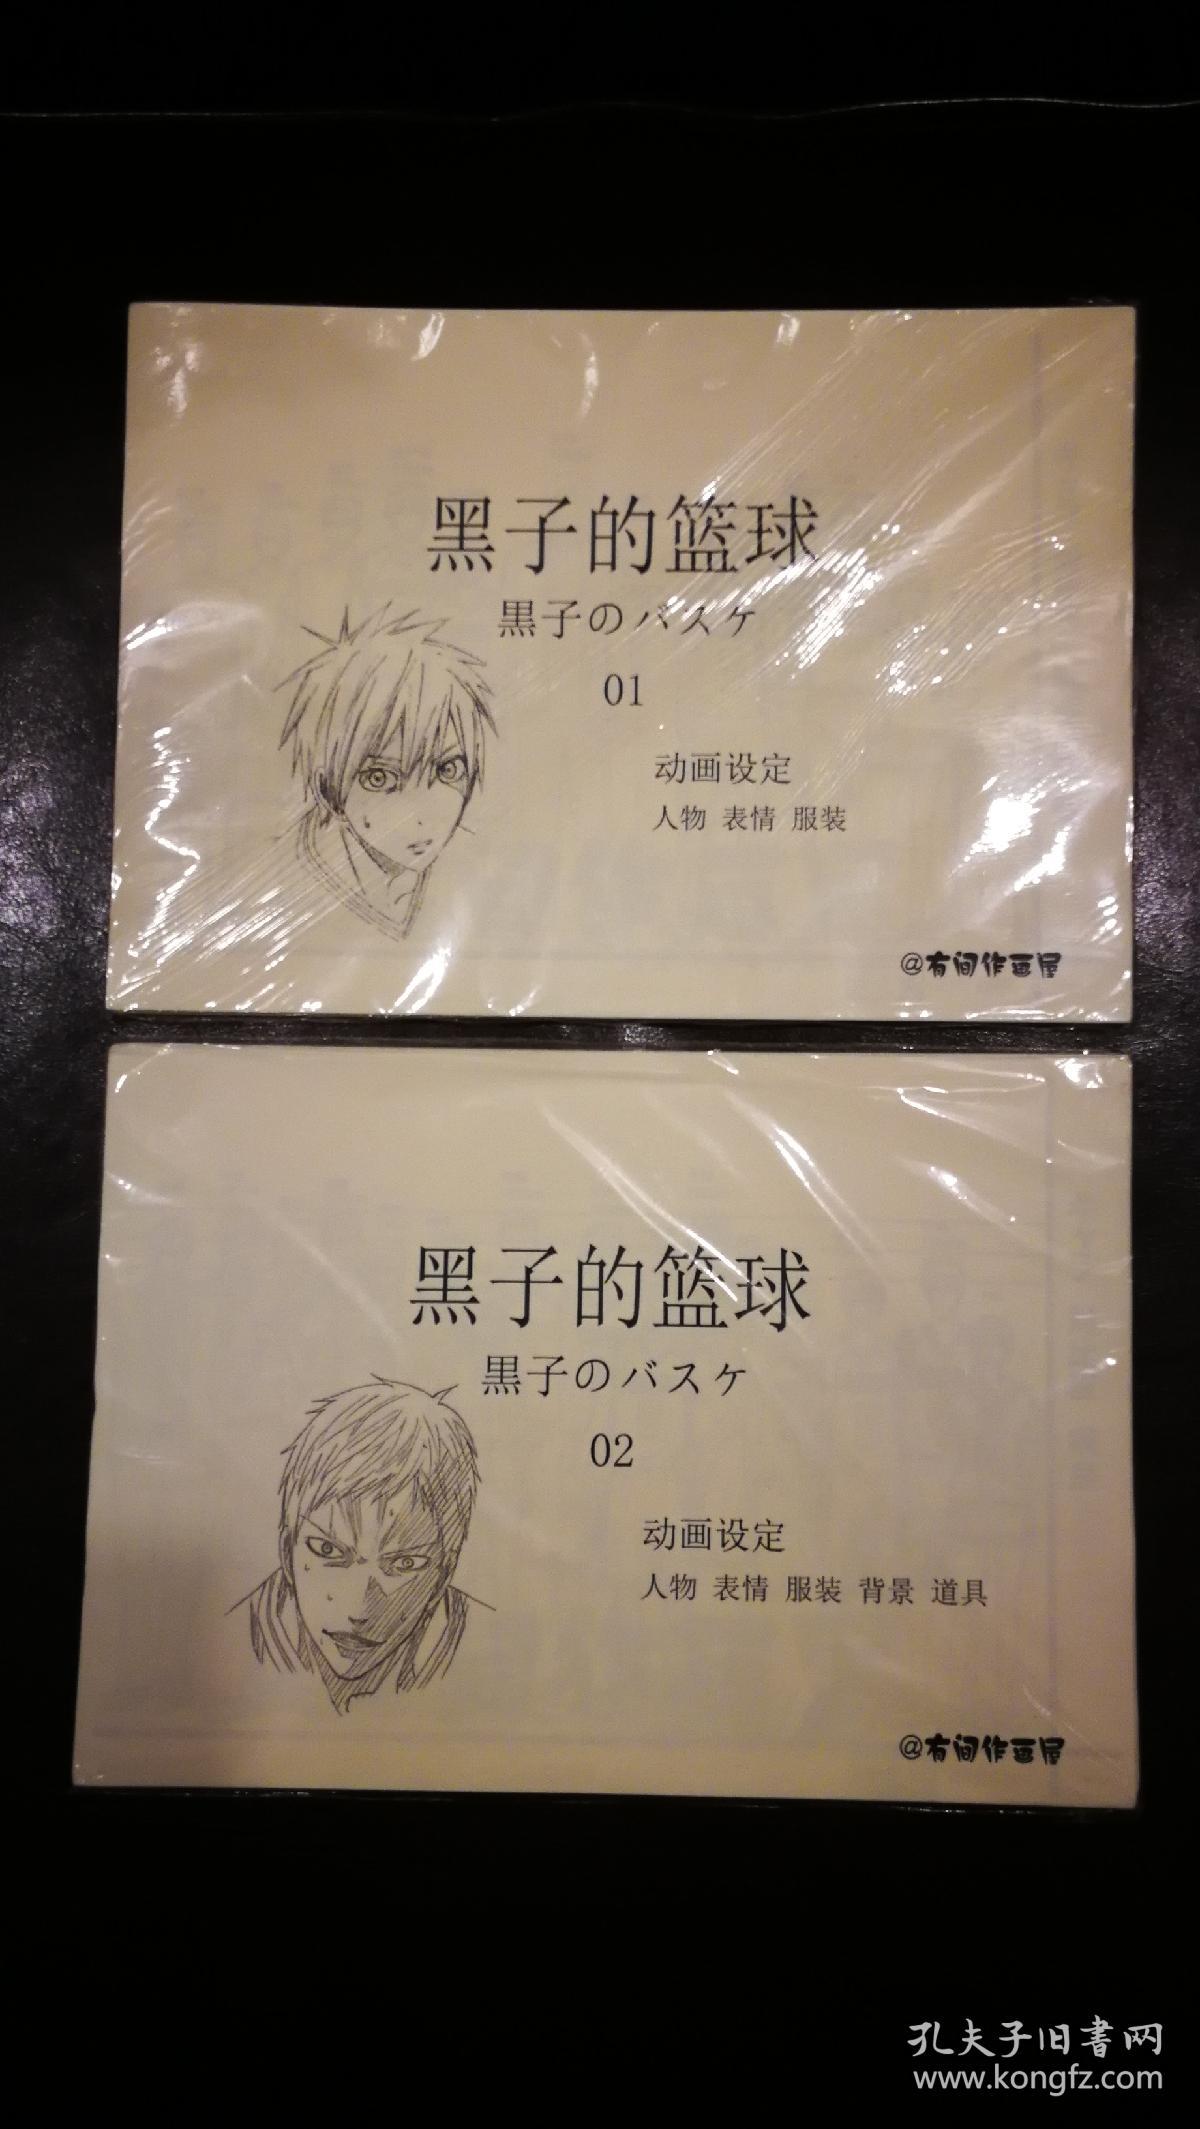 黑子的篮球
黒子のバスケ
01
动画设定
人物 表情 服装
@有间作画屋
黑子的篮球
黒子のバスケ
02
动画设定
人物 表情 服装 背景 道具
@有间作画屋
孔夫子旧書网
www.kongfz.com